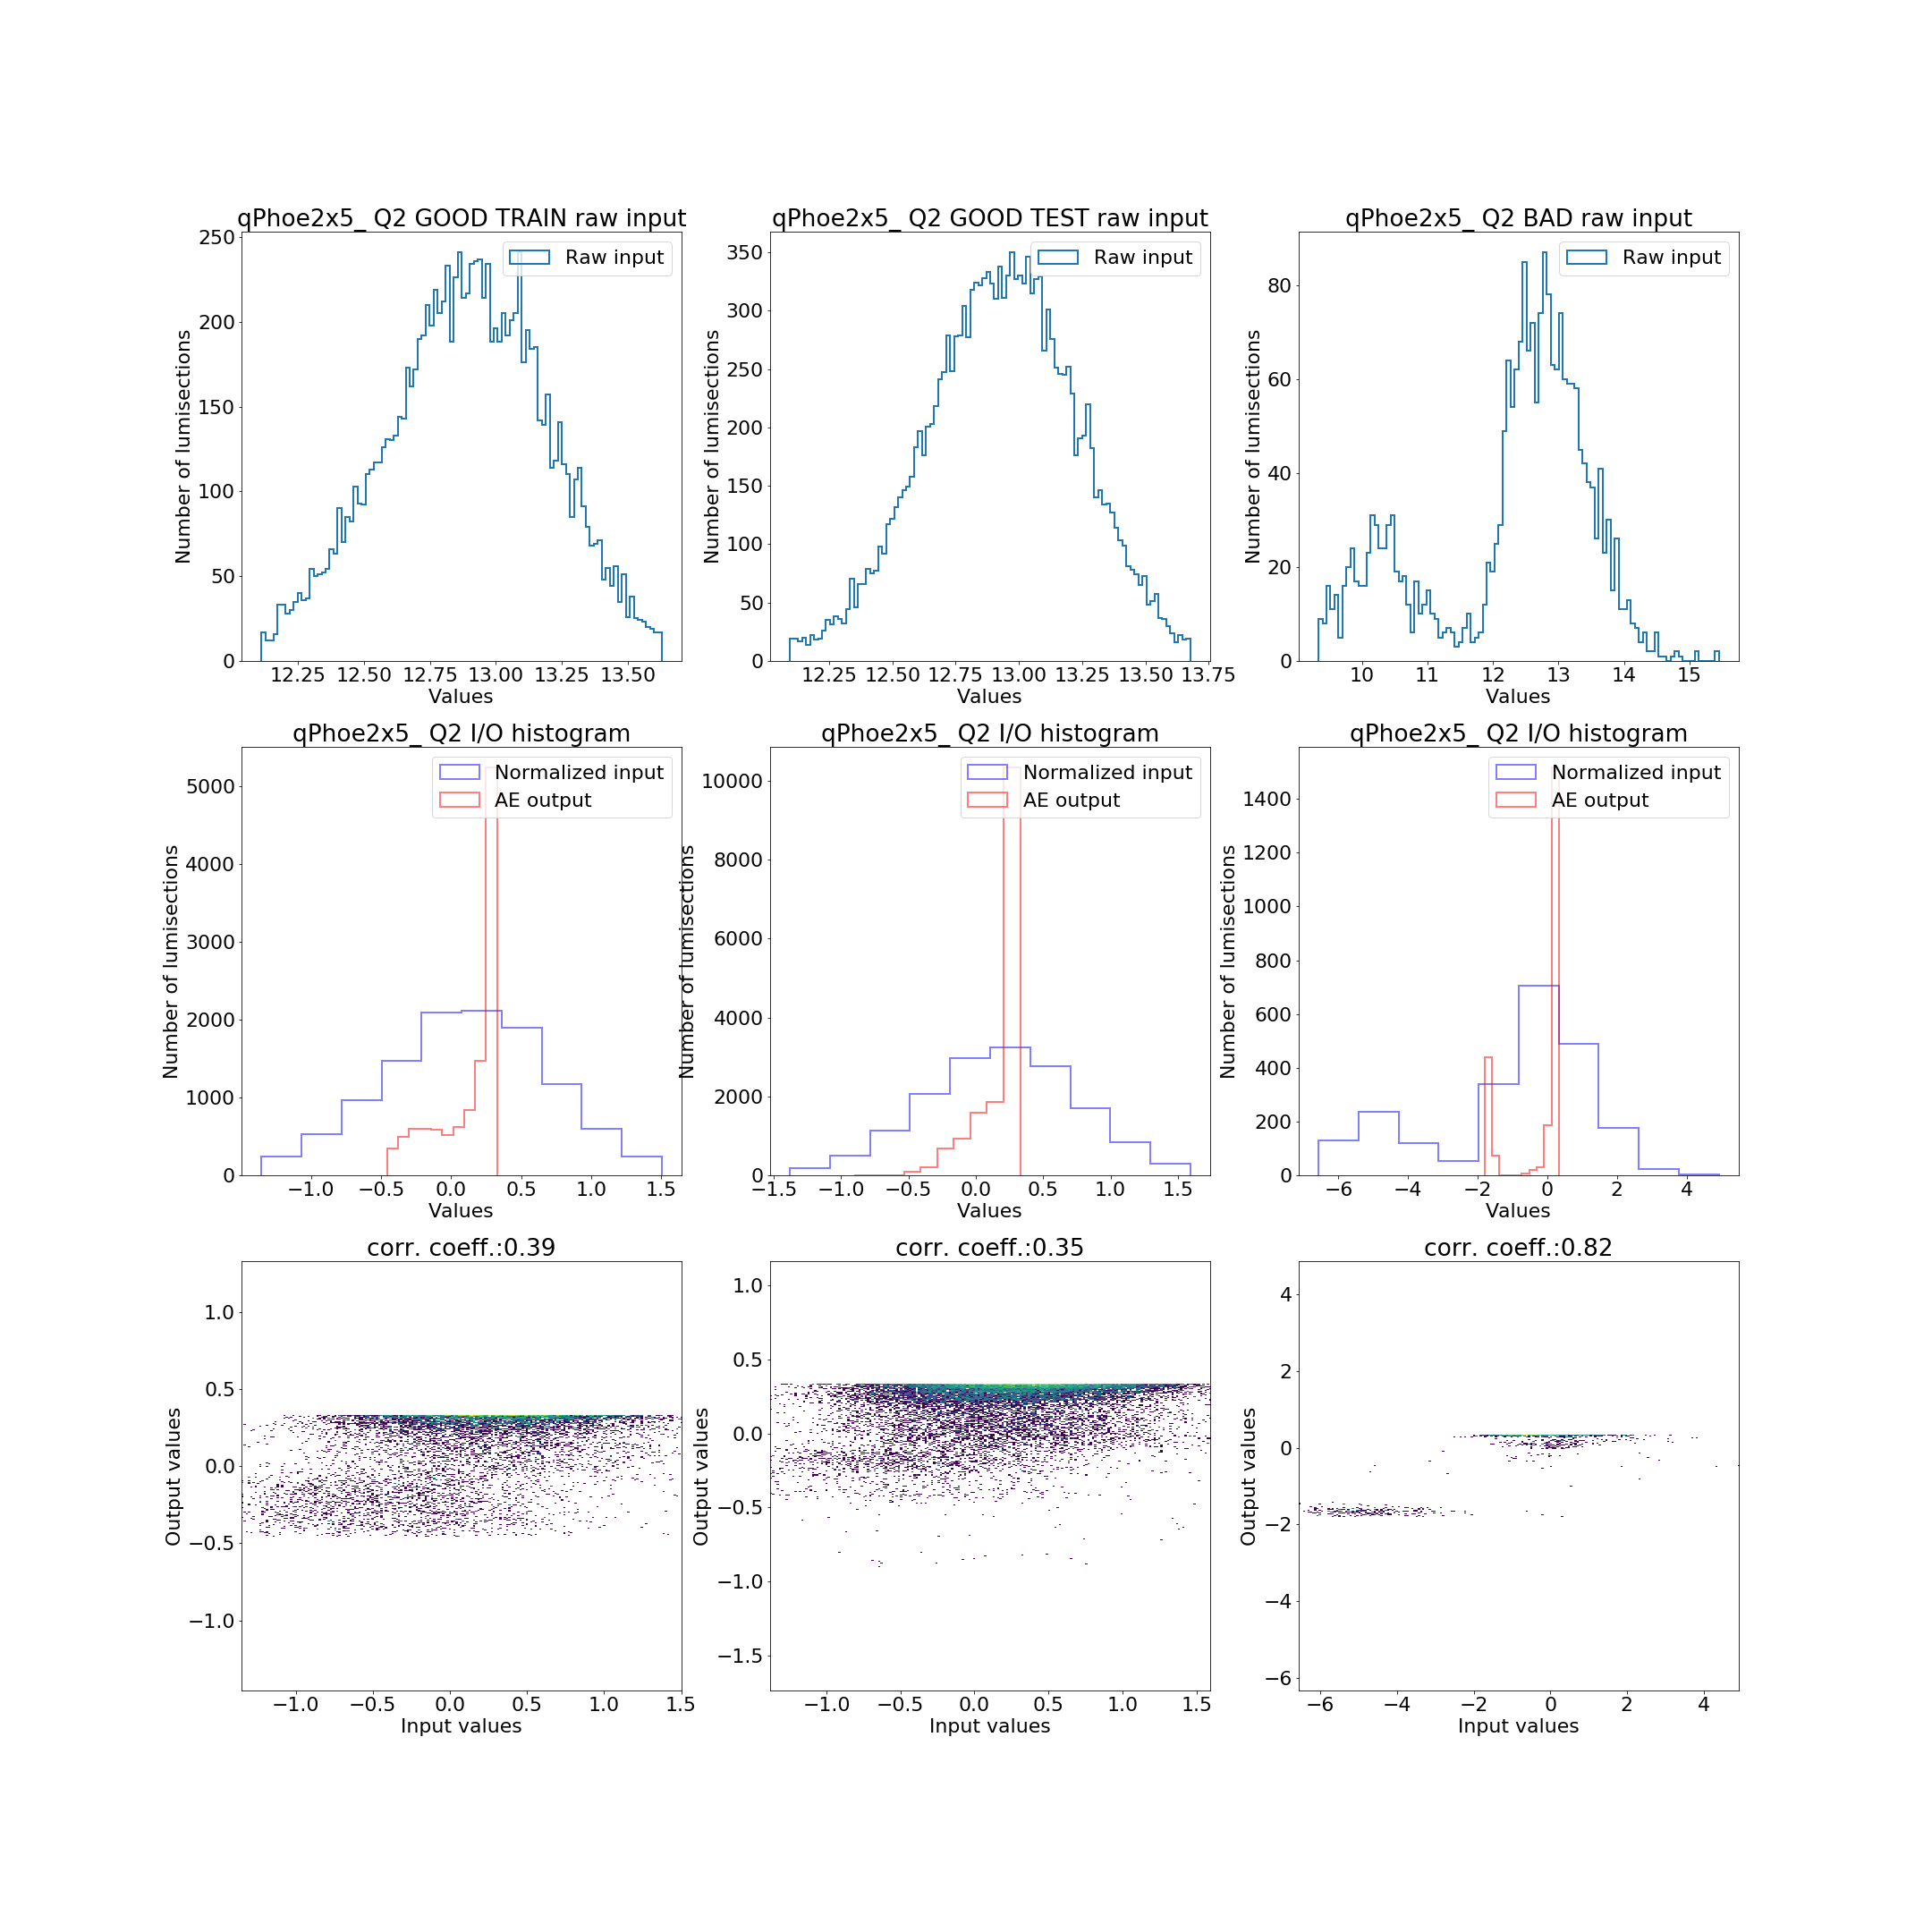 qPhoe2x5_ Q2 GOOD TRAIN raw input
250
200
150
100
50
0
Number of lumisections
Raw input
12.25 12.50 12.75 13.00 13.25 13.50
Values
qPhoe2x5_ Q2 GOOD TEST raw input
350
300
250
200
150
100
50
0
Number of lumisections
Raw input
12.25 12.50 12.75 13.00 13.25 13.50 13.75
Values
qPhoe2x5_ Q2 BAD raw input
80
60
40
20
0
Number of lumisections
Raw input
10 11 12 13 14 15
Values
qPhoe2x5_ Q2 I/O histogram
5000
4000
3000
2000
1000
0
Number of lumisections
Normalized input
AE output
−1.0 −0.5 0.0 0.5 1.0 1.5
Values
qPhoe2x5_ Q2 I/O histogram
10000
8000
6000
4000
2000
0
Number of lumisections
Normalized input
AE output
−1.5 −1.0 −0.5 0.0 0.5 1.0 1.5
Values
qPhoe2x5_ Q2 I/O histogram
1400
1200
1000
800
600
400
200
0
Number of lumisections
Normalized input
AE output
−6 −4 −2 0 2 4
Values
corr. coeff.:0.39
1.0
0.5
0.0
−0.5
−1.0
Output values
−1.0 −0.5 0.0 0.5 1.0 1.5
Input values
corr. coeff.:0.35
1.0
0.5
0.0
−0.5
−1.0
−1.5
Output values
−1.0 −0.5 0.0 0.5 1.0 1.5
Input values
corr. coeff.:0.82
4
2
0
−2
−4
−6
Output values
−6 −4 −2 0 2 4
Input values